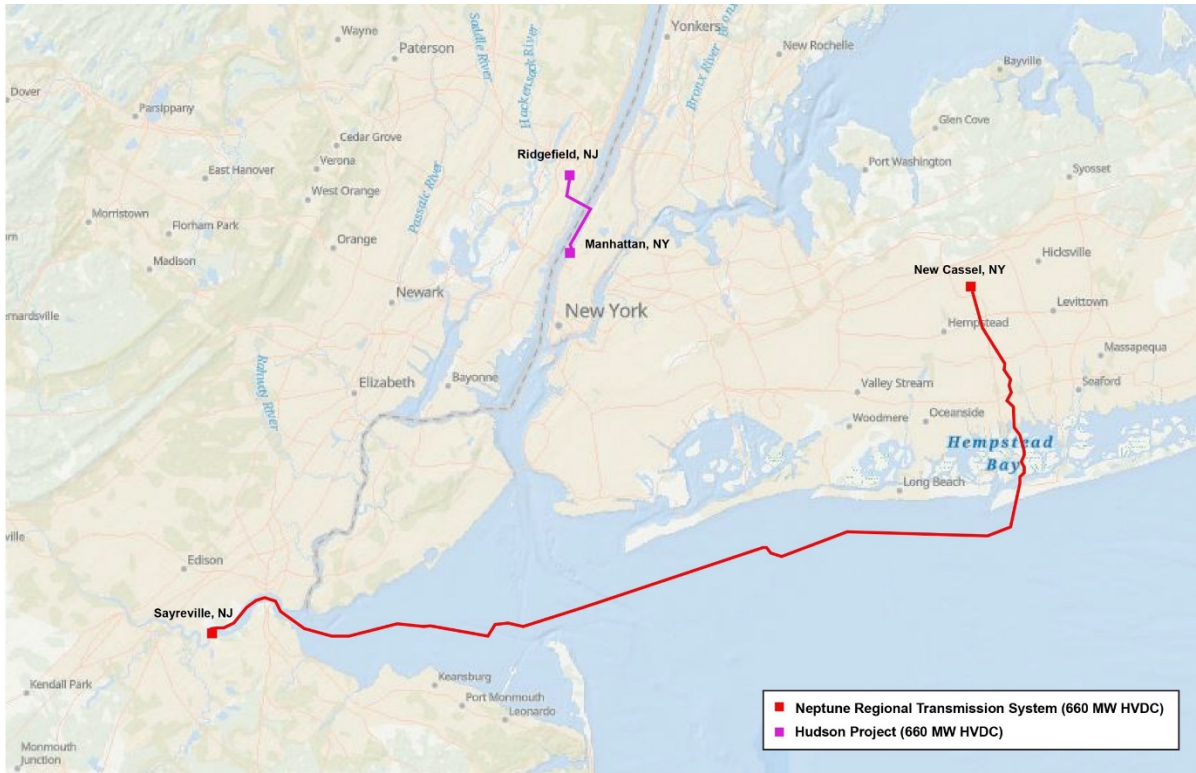 Saddle River
Hackensack River
Yonkers
Bronx
Bronx River
Wayne
Paterson
New Rochelle
Bayville
Dover
Parsippany
Glen Cove
Cedar Grove
Verona
Ridgefield, NJ
Port Washington
East Hanover
Syosset
West Orange
Passaic River
Morristown
Florham Park
Orange
Manhattan, NY
Hicksville
Madison
New Cassel, NY
Newark
Levittown
New York
Hempstead
ernardsville
Massapequa
Rahway River
Elizabeth
Bayonne
Valley Stream
Seaford
Woodmere
Oceanside
Hempstead
Bay
Long Beach
ville
Edison
Sayreville, NJ
Kendall Park
Keansburg
Port Monmouth
Leonardo
Neptune Regional Transmission System (660 MW HVDC)
Hudson Project (660 MW HVDC)
Monmouth
Junction